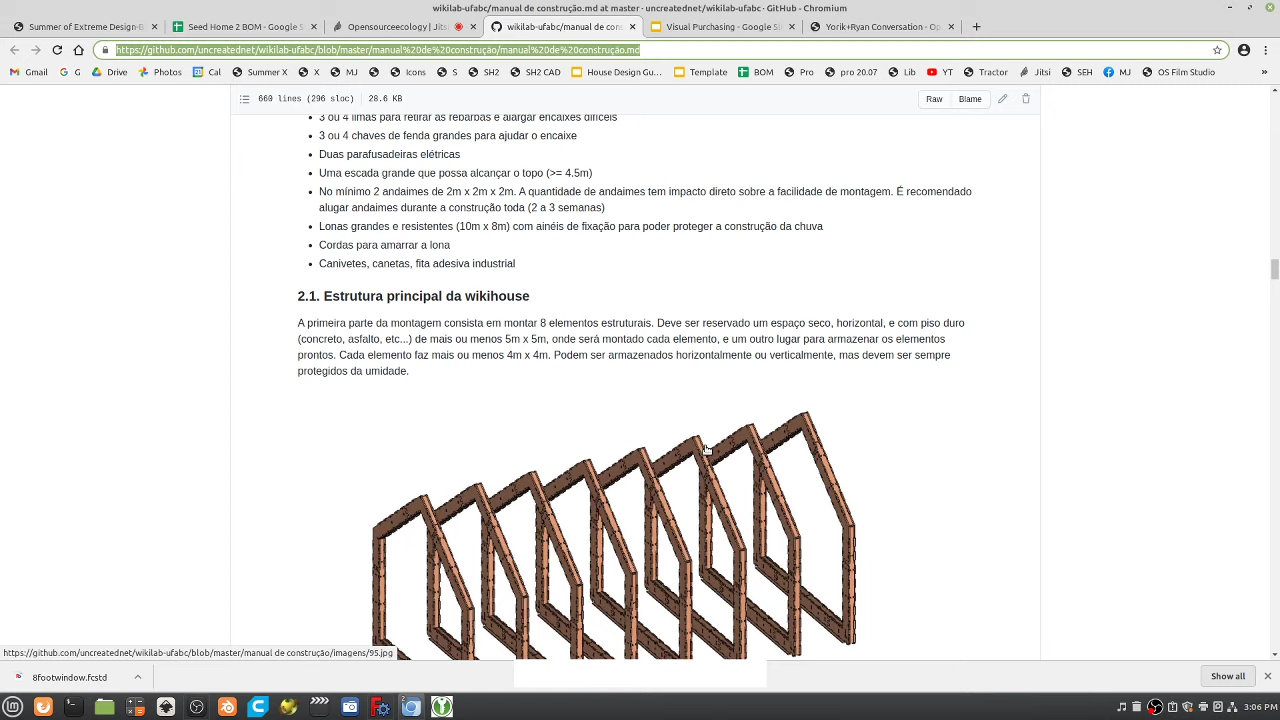 wikilab-ufabc/manual de construção.md at master · uncreatednet/wikilab-ufabc · GitHub - Chromium
Summer of Extreme Design-B
Seed Home 2 BOM - Google S
Opensourceecology | Jits
wikilab-ufabc/manual de cons
Visual Purchasing - Google Sl
Yorik+Ryan Conversation - Op
https://github.com/uncreatednet/wikilab-ufabc/blob/master/manual%20de%20construção/manual%20de%20construção.md
Gmail G Drive Photos Cal Summer X X MJ Icons S SH2 SH2 CAD House Design Gu... Template BOM Pro pro 20.07 Lib YT Tractor Jitsi SEH MJ OS Film Studio »
660 lines (296 sloc) 28.6 KB Raw Blame
3 ou 4 limas para retirar as rebarbas e alargar encaixes difíceis
3 ou 4 chaves de fenda grandes para ajudar o encaixe
Duas parafusadeiras elétricas
Uma escada grande que possa alcançar o topo (>= 4.5m)
No mínimo 2 andaimes de 2m x 2m x 2m. A quantidade de andaimes tem impacto direto sobre a facilidade de montagem. É recomendado
alugar andaimes durante a construção toda (2 a 3 semanas)
Lonas grandes e resistentes (10m x 8m) com ainéis de fixação para poder proteger a construção da chuva
Cordas para amarrar a lona
Canivetes, canetas, fita adesiva industrial
2.1. Estrutura principal da wikihouse
A primeira parte da montagem consista em montar 8 elementos estruturais. Deve ser reservado um espaço seco, horizontal, e com piso duro
(concreto, asfalto, etc...) de mais ou menos 5m x 5m, onde será montado cada elemento, e um outro lugar para armazenar os elementos
prontos. Cada elemento faz mais ou menos 4m x 4m. Podem ser armazenados horizontalmente ou verticalmente, mas devem ser sempre
protegidos da umidade.
https://github.com/uncreatednet/wikilab-ufabc/blob/master/manual de construção/imagens/95.jpg
8footwindow.fcstd
Show all
3:06 PM